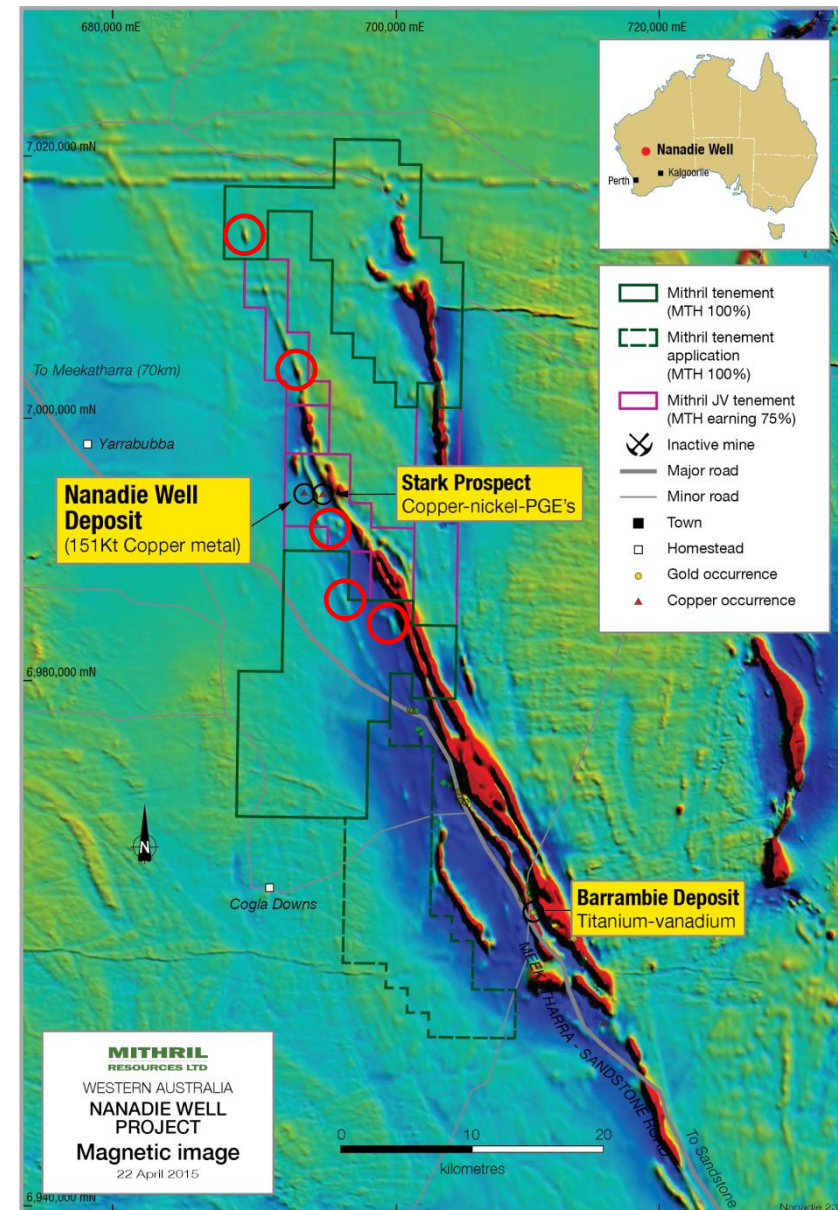 680,000 mE
700,000 mE
720,000 mE
7,020,000 mN
Nanadie Well
Perth
Kalgoorlie
Mithril tenement
(MTH 100%)
Mithril tenement
application
(MTH 100%)
Mithril JV tenement
(MTH earning 75%)
Inactive mine
Major road
Minor road
Town
Homestead
Gold occurrence
Copper occurrence
To Meekatharra (70km)
7,000,000 mN
Yarrabubba
Nanadie Well
Deposit
(151Kt Copper metal)
Stark Prospect
Copper-nickel-PGE's
6,980,000 mN
N
Cogla Downs
Barrambie Deposit
Titanium-vanadium
MEEKATHARRA - SANDSTONE ROAD
To Sandstone
MITHRIL
RESOURCES LTD
WESTERN AUSTRALIA
NANADIE WELL
PROJECT
Magnetic image
22 April 2015
0 10 20
kilometres
6,940,000 mN
Nanadie